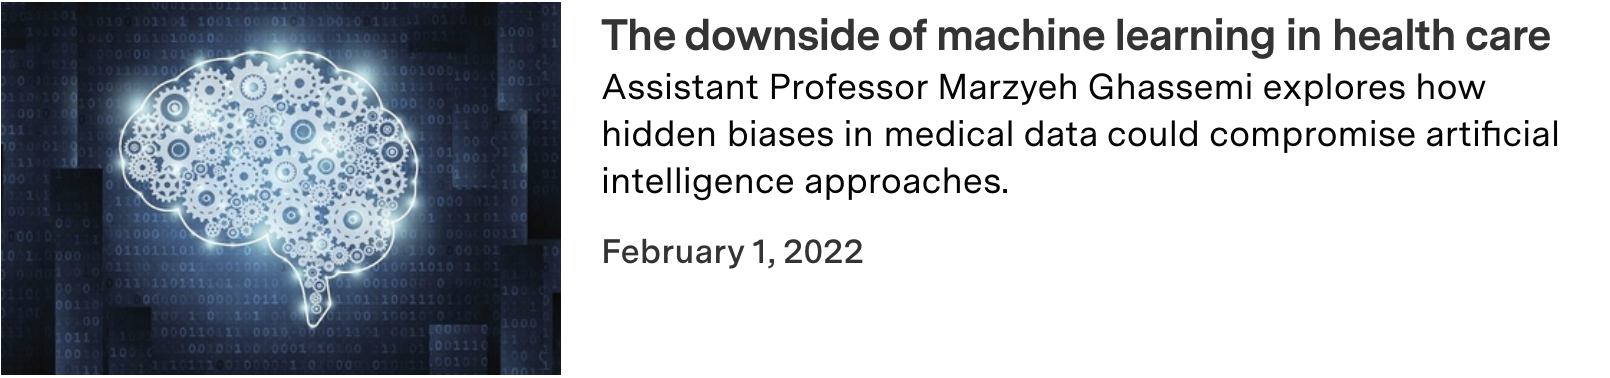 The downside of machine learning in health care
Assistant Professor Marzyeh Ghassemi explores how
hidden biases in medical data could compromise artificial
intelligence approaches.
February 1, 2022